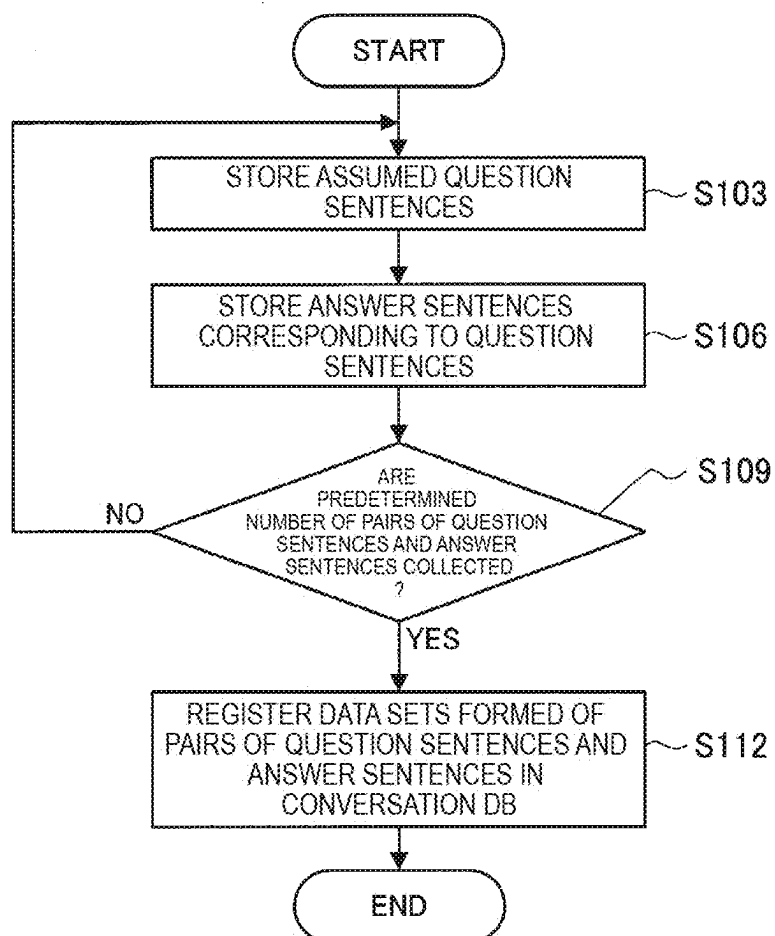 START
STORE ASSUMED QUESTION
SENTENCES
S103
STORE ANSWER SENTENCES
CORRESPONDING TO QUESTION
SENTENCES
S106
ARE
PREDETERMINED
NUMBER OF PAIRS OF QUESTION
SENTENCES AND ANSWER
SENTENCES COLLECTED
?
S109
NO
YES
REGISTER DATA SETS FORMED OF
PAIRS OF QUESTION SENTENCES AND
ANSWER SENTENCES IN
CONVERSATION DB
S112
END